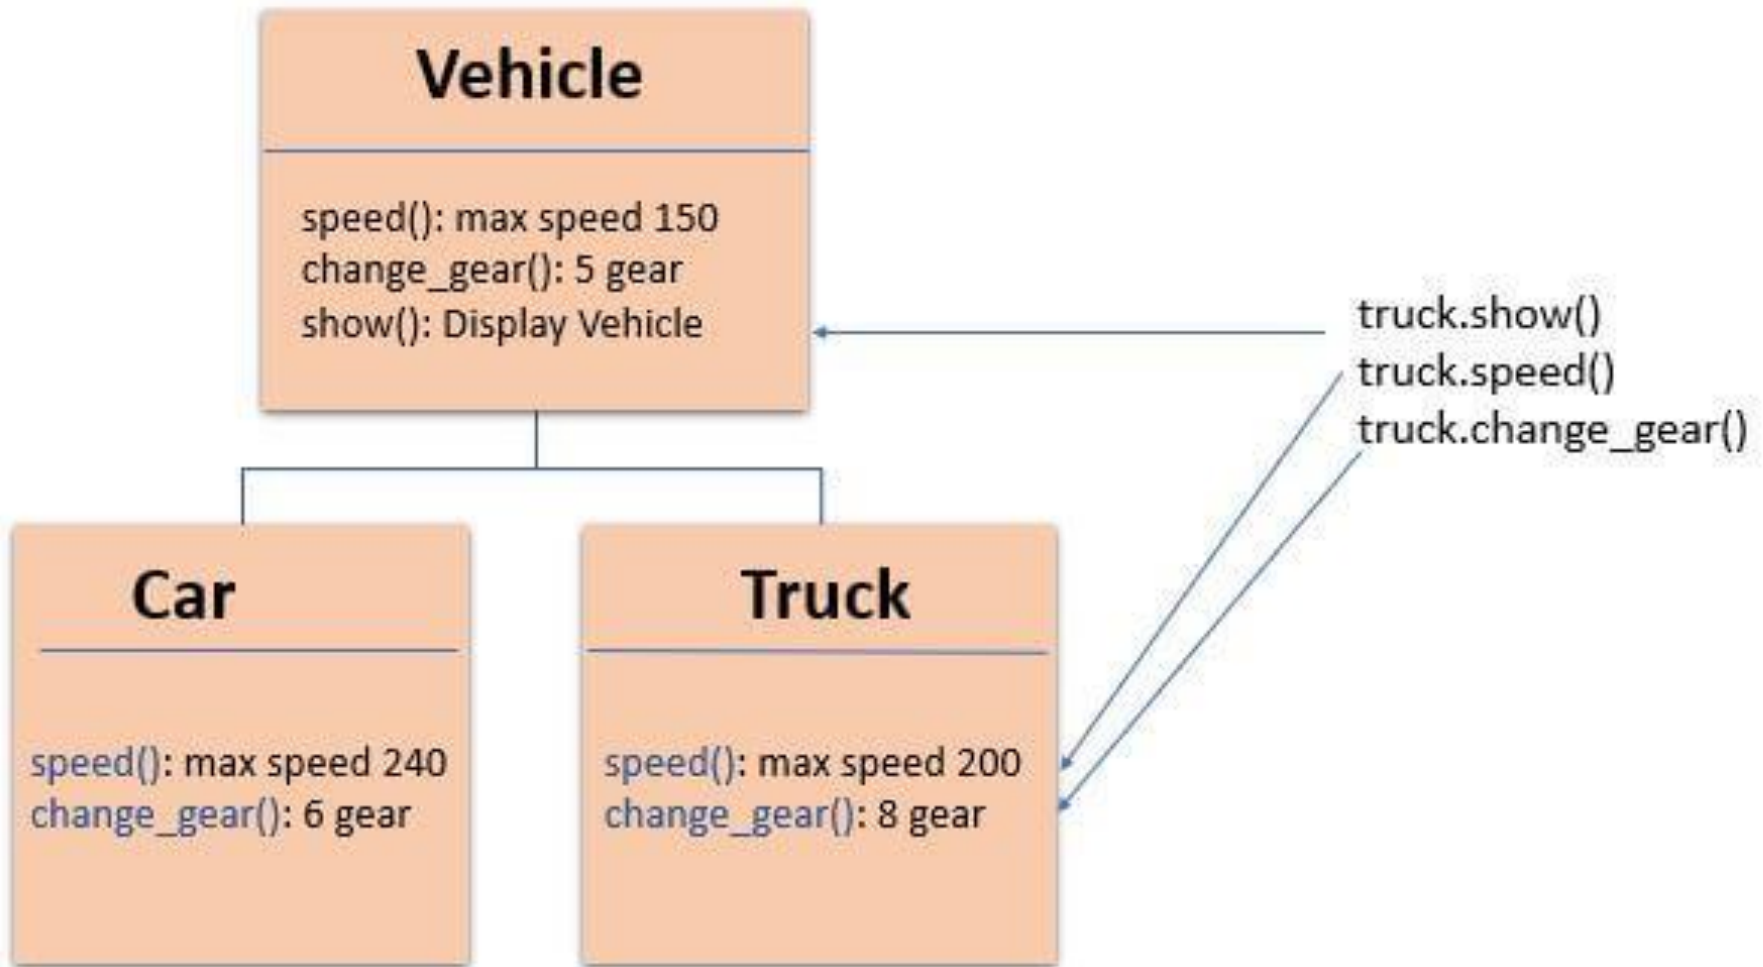 Vehicle
speed(): max speed 150
change_gear(): 5 gear
show(): Display Vehicle
truck.show()
truck.speed()
truck.change_gear()
Car
speed(): max speed 240
change_gear(): 6 gear
Truck
speed(): max speed 200
change_gear(): 8 gear